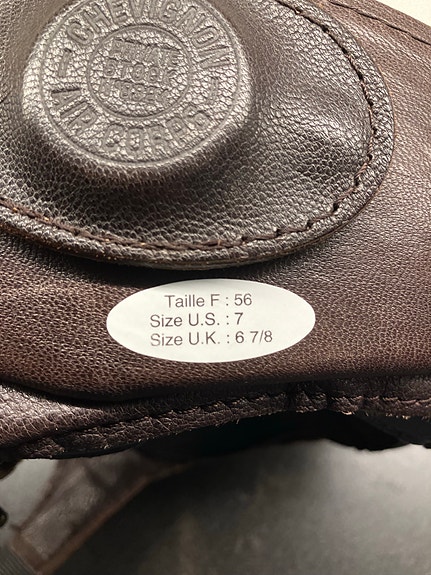 CHEVIGNON
AIR CORPS
Taille F : 56
Size U.S. : 7
Size U.K. : 6 7/8